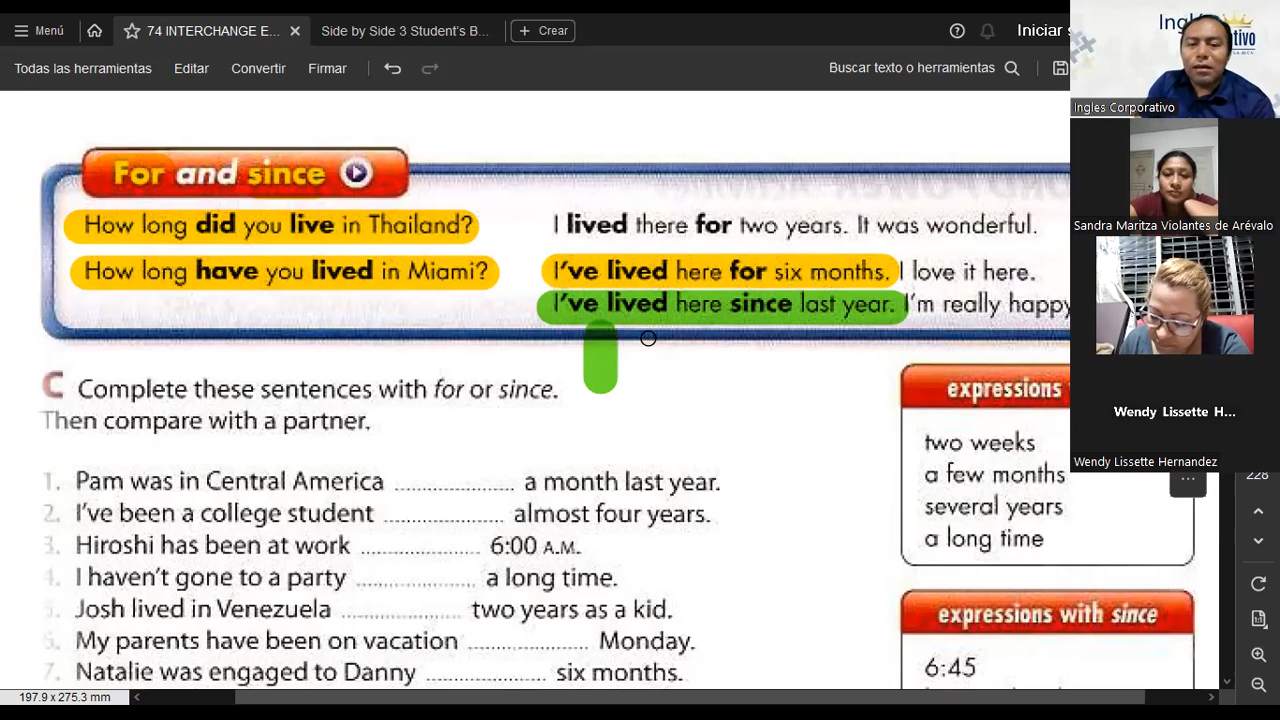 Menú
74 INTERCHANGE E...
Side by Side 3 Student's B...
Crear
Iniciar s
Todas las herramientas
Editar
Convertir
Firmar
Buscar texto o herramientas
Ingles Corporativo
For and since
How long did you live in Thailand?
I lived there for two years. It was wonderful.
Sandra Maritza Violantes de Arévalo
How long have you lived in Miami?
I've lived here for six months. I love it here.
I've lived here since last year. I'm really happy
C Complete these sentences with for or since.
Then compare with a partner.
expressions
Wendy Lissette H...
two weeks
a few months
several years
a long time
Wendy Lissette Hernandez
228
1. Pam was in Central America ............... a month last year.
2. I've been a college student ............... almost four years.
3. Hiroshi has been at work ............... 6:00 A.M.
4. I haven't gone to a party ............... a long time.
5. Josh lived in Venezuela ............... two years as a kid.
6. My parents have been on vacation ............... Monday.
7. Natalie was engaged to Danny ............... six months.
expressions with since
6:45
197.9 x 275.3 mm